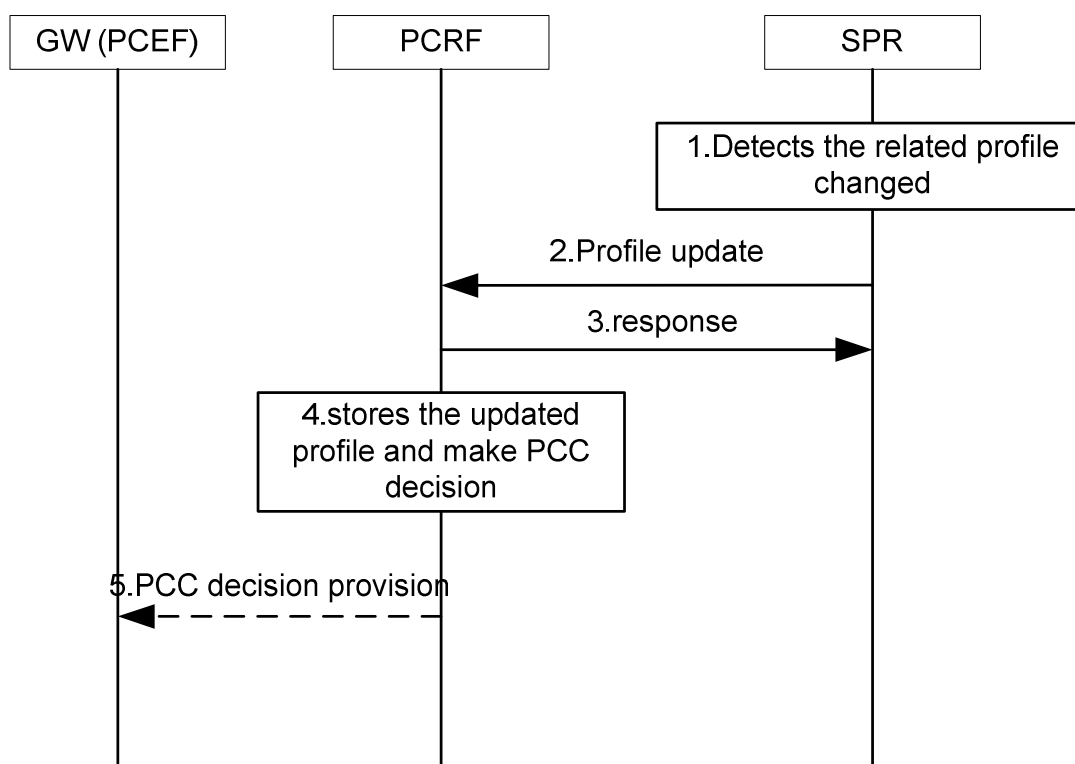 GW (PCEF)
PCRF
SPR
1.Detects the related profile
changed
2.Profile update
3.response
4.stores the updated
profile and make PCC
decision
5.PCC decision provision